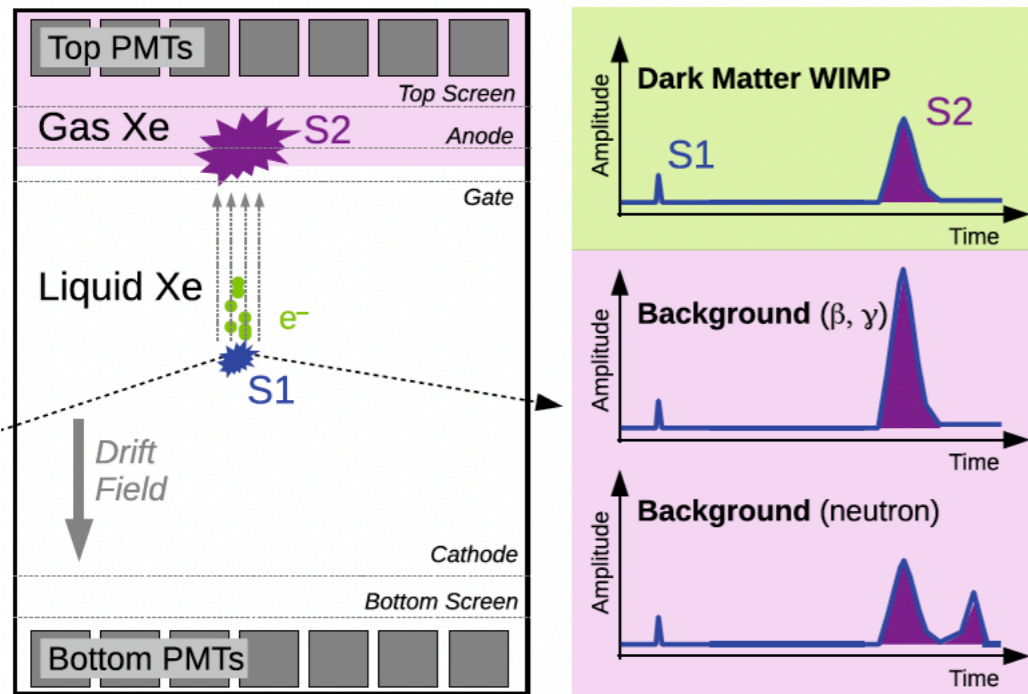 Top PMTs
Top Screen
Gas Xe
S2
Anode
Gate
Liquid Xe
e⁻
S1
Drift
Field
Cathode
Bottom Screen
Bottom PMTs
Dark Matter WIMP
Amplitude
S1
S2
Time
Background (β, γ)
Amplitude
Time
Background (neutron)
Amplitude
Time